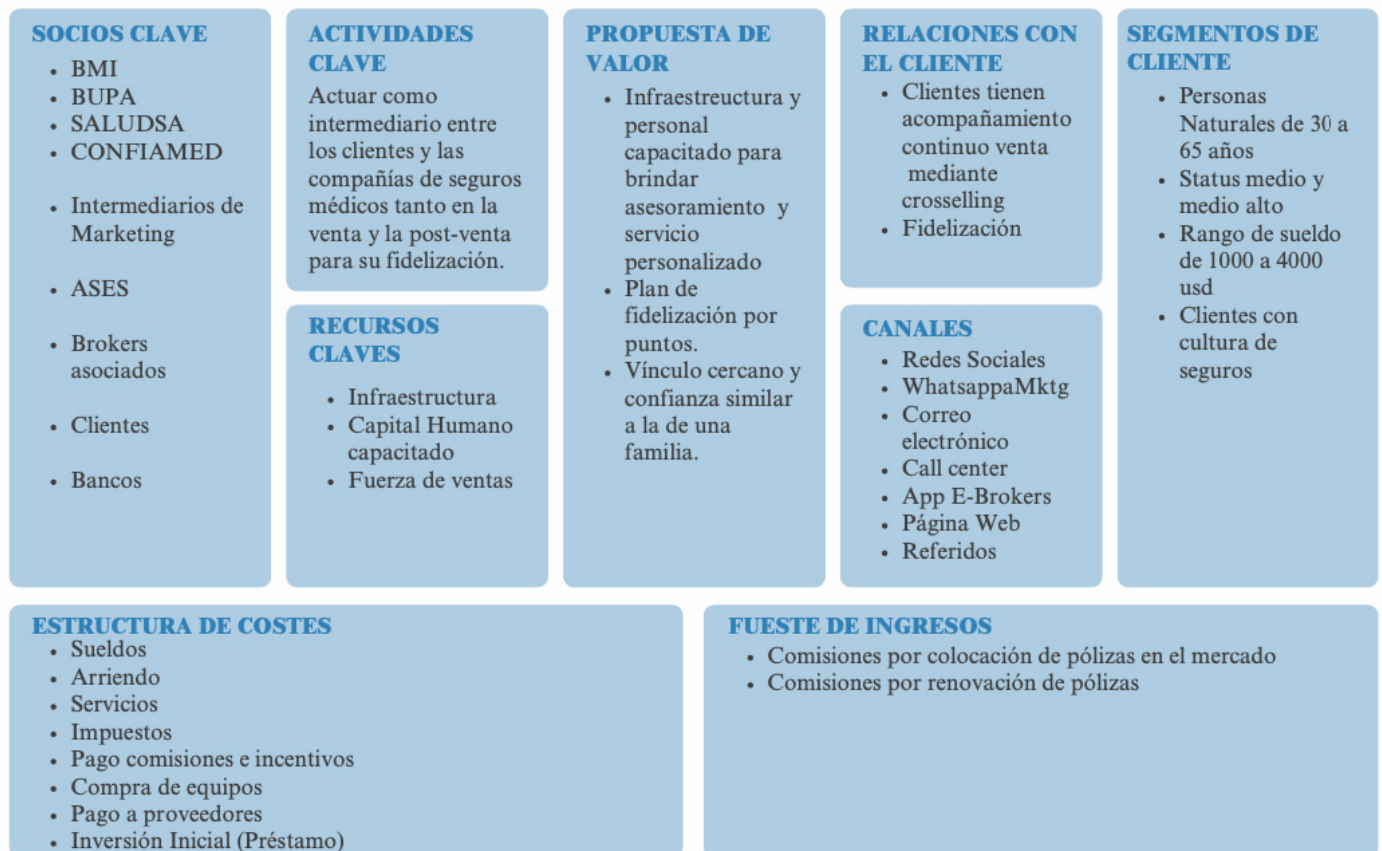 SOCIOS CLAVE
• BMI
• BUPA
• SALUDSA
• CONFIAMED
• Intermediarios de
Marketing
• ASES
• Brokers
asociados
• Clientes
• Bancos
ACTIVIDADES
CLAVE
Actuar como
intermediario entre
los clientes y las
compañías de seguros
médicos tanto en la
venta y la post-venta
para su fidelización.
RECURSOS
CLAVES
• Infraestructura
• Capital Humano
capacitado
• Fuerza de ventas
PROPUESTA DE
VALOR
• Infraestreuctura y
personal
capacitado para
brindar
asesoramiento y
servicio
personalizado
• Plan de
fidelización por
puntos.
• Vínculo cercano y
confianza similar
a la de una
familia.
RELACIONES CON
EL CLIENTE
• Clientes tienen
acompañamiento
continuo venta
mediante
crosselling
• Fidelización
CANALES
• Redes Sociales
• WhatsappaMktg
• Correo
electrónico
• Call center
• App E-Brokers
• Página Web
• Referidos
SEGMENTOS DE
CLIENTE
• Personas
Naturales de 30 a
65 años
• Status medio y
medio alto
• Rango de sueldo
de 1000 a 4000
usd
• Clientes con
cultura de
seguros
ESTRUCTURA DE COSTES
• Sueldos
• Arriendo
• Servicios
• Impuestos
• Pago comisiones e incentivos
• Compra de equipos
• Pago a proveedores
• Inversión Inicial (Préstamo)
FUESTE DE INGRESOS
• Comisiones por colocación de pólizas en el mercado
• Comisiones por renovación de pólizas